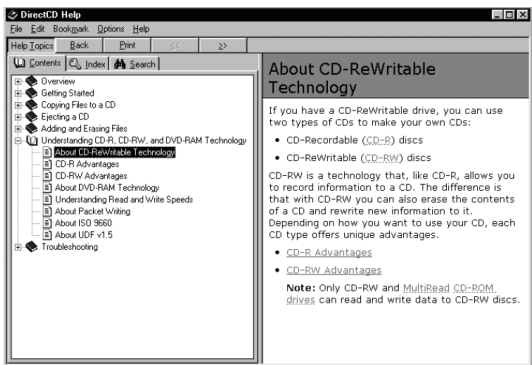 DirectCD Help
File Edit Bookmark Options Help
Help Topics Back Print << >>
Contents Index Search
Overview
Getting Started
Copying Files to a CD
Ejecting a CD
Adding and Erasing Files
Understanding CD-R, CD-RW, and DVD-RAM Technology
About CD-ReWritable Technology
CD-R Advantages
CD-RW Advantages
About DVD-RAM Technology
Understanding Read and Write Speeds
About Packet Writing
About ISO 9660
About UDF v1.5
Troubleshooting
About CD-ReWritable
Technology
If you have a CD-ReWritable drive, you can use
two types of CDs to make your own CDs:
• CD-Recordable (CD-R) discs
• CD-ReWritable (CD-RW) discs
CD-RW is a technology that, like CD-R, allows you
to record information to a CD. The difference is
that with CD-RW you can also erase the contents
of a CD and rewrite new information to it.
Depending on how you want to use your CD, each
CD type offers unique advantages.
• CD-R Advantages
• CD-RW Advantages
Note: Only CD-RW and MultiRead CD-ROM
drives can read and write data to CD-RW discs.